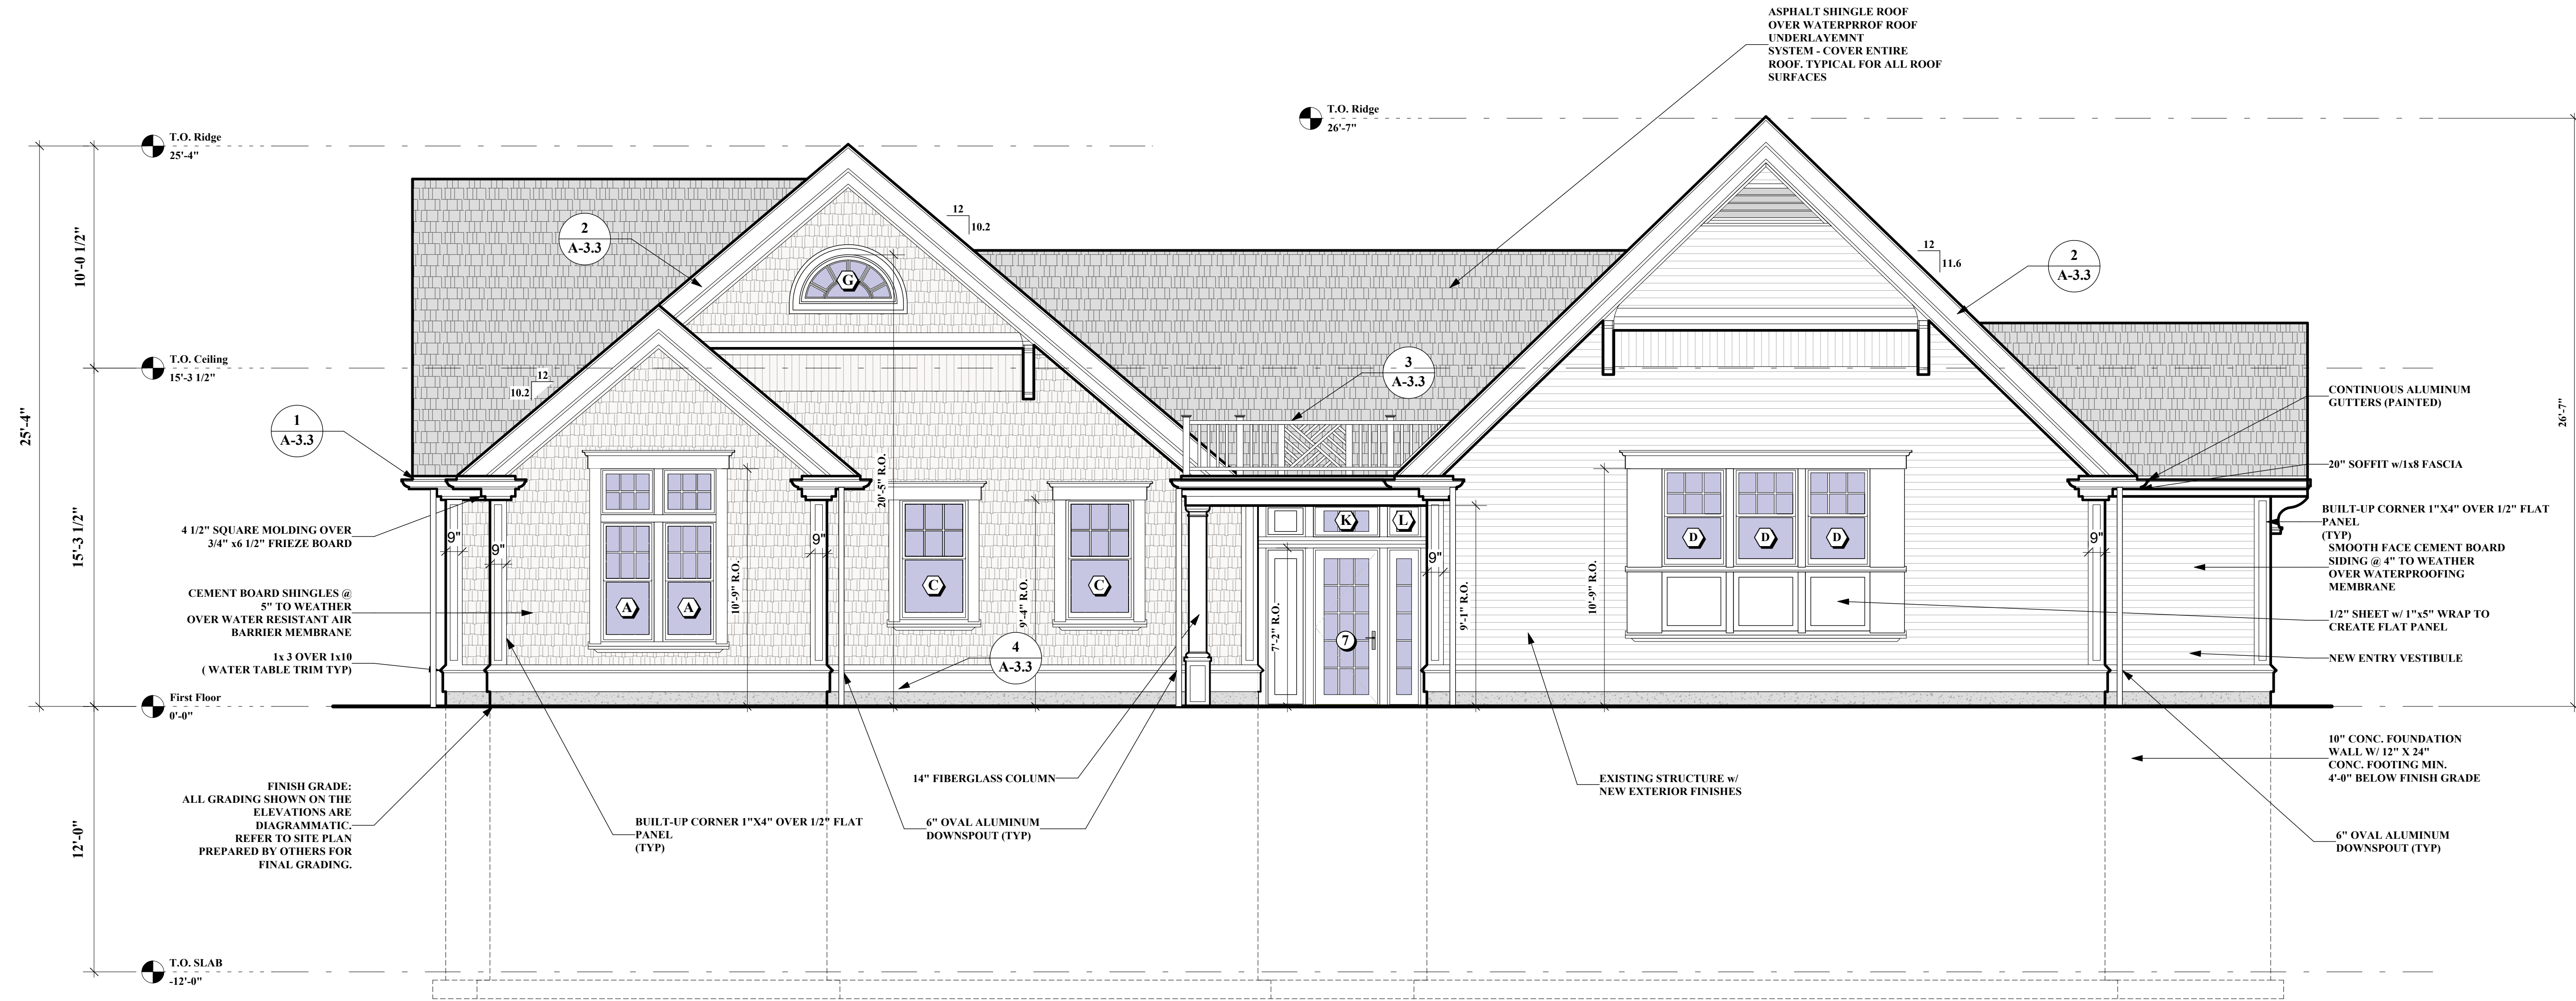 ASPHALT SHINGLE ROOF
OVER WATERPRROF ROOF
UNDERLAYEMNT
SYSTEM - COVER ENTIRE
ROOF. TYPICAL FOR ALL ROOF
SURFACES
T.O. Ridge
26'-7"
T.O. Ridge
25'-4"
12
10.2
2
A-3.3
12
11.6
2
A-3.3
10'-0 1/2"
G
T.O. Ceiling
15'-3 1/2"
12
10.2
3
A-3.3
1
A-3.3
25'-4"
26'-7"
CONTINUOUS ALUMINUM
GUTTERS (PAINTED)
20" SOFFIT w/1x8 FASCIA
20'-5" R.O.
4 1/2" SQUARE MOLDING OVER
3/4" x6 1/2" FRIEZE BOARD
BUILT-UP CORNER 1"X4" OVER 1/2" FLAT
PANEL
(TYP)
SMOOTH FACE CEMENT BOARD
SIDING @ 4" TO WEATHER
OVER WATERPROOFING
MEMBRANE
15'-3 1/2"
9"
9"
9"
9"
9"
K
L
D
D
D
C
C
A
A
7
10'-9" R.O.
9'-4" R.O.
7'-2" R.O.
9'-1" R.O.
10'-9" R.O.
CEMENT BOARD SHINGLES @
5" TO WEATHER
OVER WATER RESISTANT AIR
BARRIER MEMBRANE
1/2" SHEET w/ 1"x5" WRAP TO
CREATE FLAT PANEL
1x 3 OVER 1x10
( WATER TABLE TRIM TYP)
4
A-3.3
NEW ENTRY VESTIBULE
First Floor
0'-0"
10" CONC. FOUNDATION
WALL W/ 12" X 24"
CONC. FOOTING MIN.
4'-0" BELOW FINISH GRADE
14" FIBERGLASS COLUMN
EXISTING STRUCTURE w/
NEW EXTERIOR FINISHES
FINISH GRADE:
ALL GRADING SHOWN ON THE
ELEVATIONS ARE
DIAGRAMMATIC.
REFER TO SITE PLAN
PREPARED BY OTHERS FOR
FINAL GRADING.
BUILT-UP CORNER 1"X4" OVER 1/2" FLAT
PANEL
(TYP)
6" OVAL ALUMINUM
DOWNSPOUT (TYP)
6" OVAL ALUMINUM
DOWNSPOUT (TYP)
12'-0"
T.O. SLAB
-12'-0"